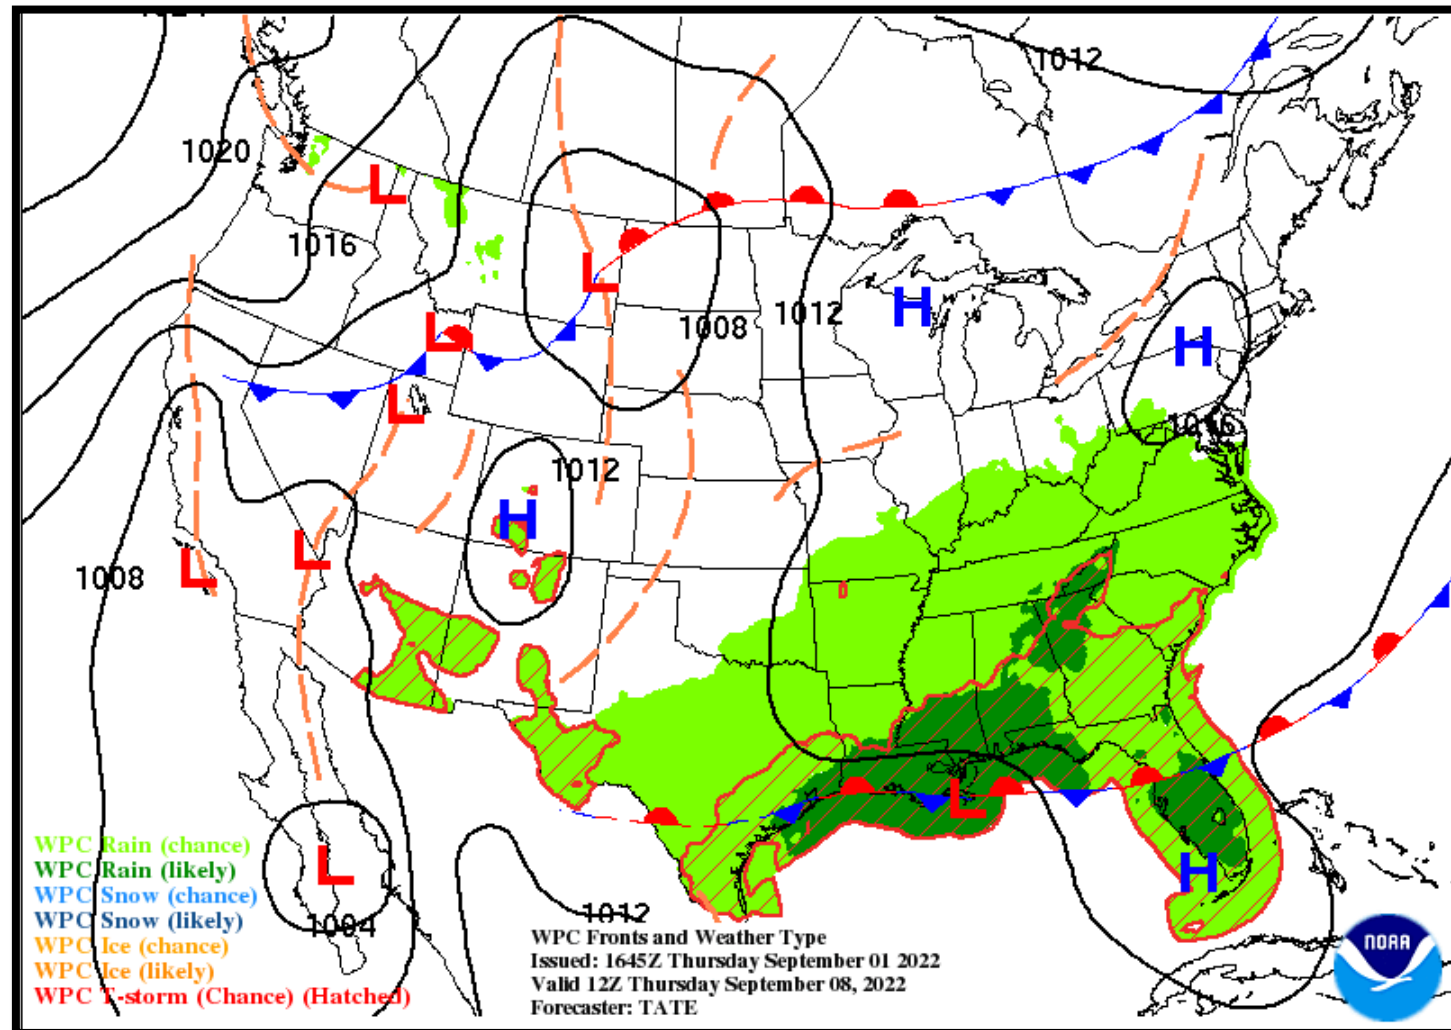 1012
1020
1016
L
H
1012
1008
L
L
H
L
1016
1012
H
L
L
1008
L
H
L
1012
1004
WPC Rain (chance)
WPC Rain (likely)
WPC Snow (chance)
WPC Snow (likely)
WPC Ice (chance)
WPC Ice (likely)
WPC T-storm (Chance) (Hatched)
WPC Fronts and Weather Type
Issued: 1645Z Thursday September 01 2022
Valid 12Z Thursday September 08, 2022
Forecaster: TATE
NOAA